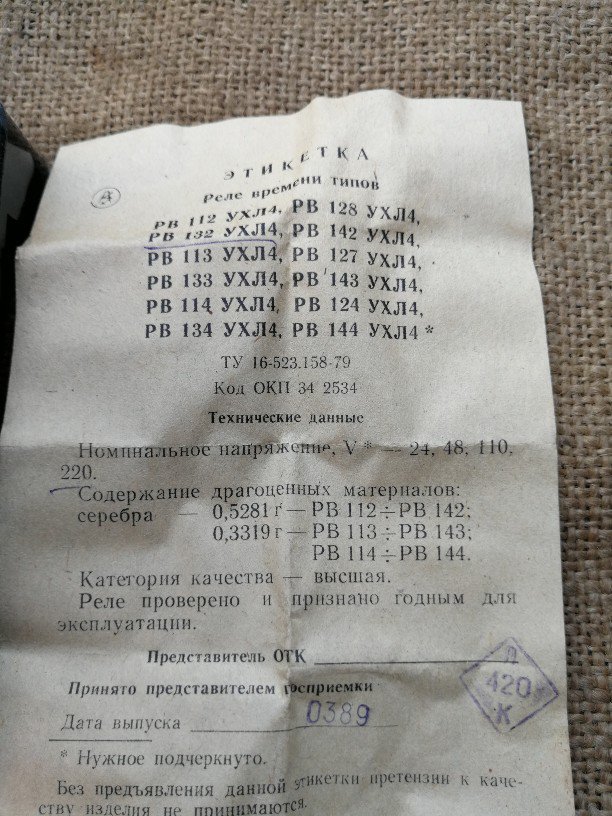 ЭТИКЕТКА
Реле времени типов
РВ 112 УХЛ4, РВ 128 УХЛ4,
РВ 132 УХЛ4, РВ 142 УХЛ4,
РВ 113 УХЛ4, РВ 127 УХЛ4,
РВ 133 УХЛ4, РВ 143 УХЛ4,
РВ 114 УХЛ4, РВ 124 УХЛ4,
РВ 134 УХЛ4, РВ 144 УХЛ4 *
ТУ 16-523.158-79
Код ОКП 34 2534
Технические данные
Номинальное напряжение, V * — 24, 48, 110,
220.
Содержание драгоценных материалов:
серебра — 0,5281 г — РВ 112 ÷ РВ 142;
0,3319 г — РВ 113 ÷ РВ 143;
РВ 114 ÷ РВ 144.
Категория качества — высшая.
Реле проверено и признано годным для
эксплуатации.
Представитель ОТК
Д
420
К
Принято представителем госприемки
Дата выпуска 0389
* Нужное подчеркнуто.
Без предъявления данной этикетки претензии к каче-
ству изделия не принимаются.